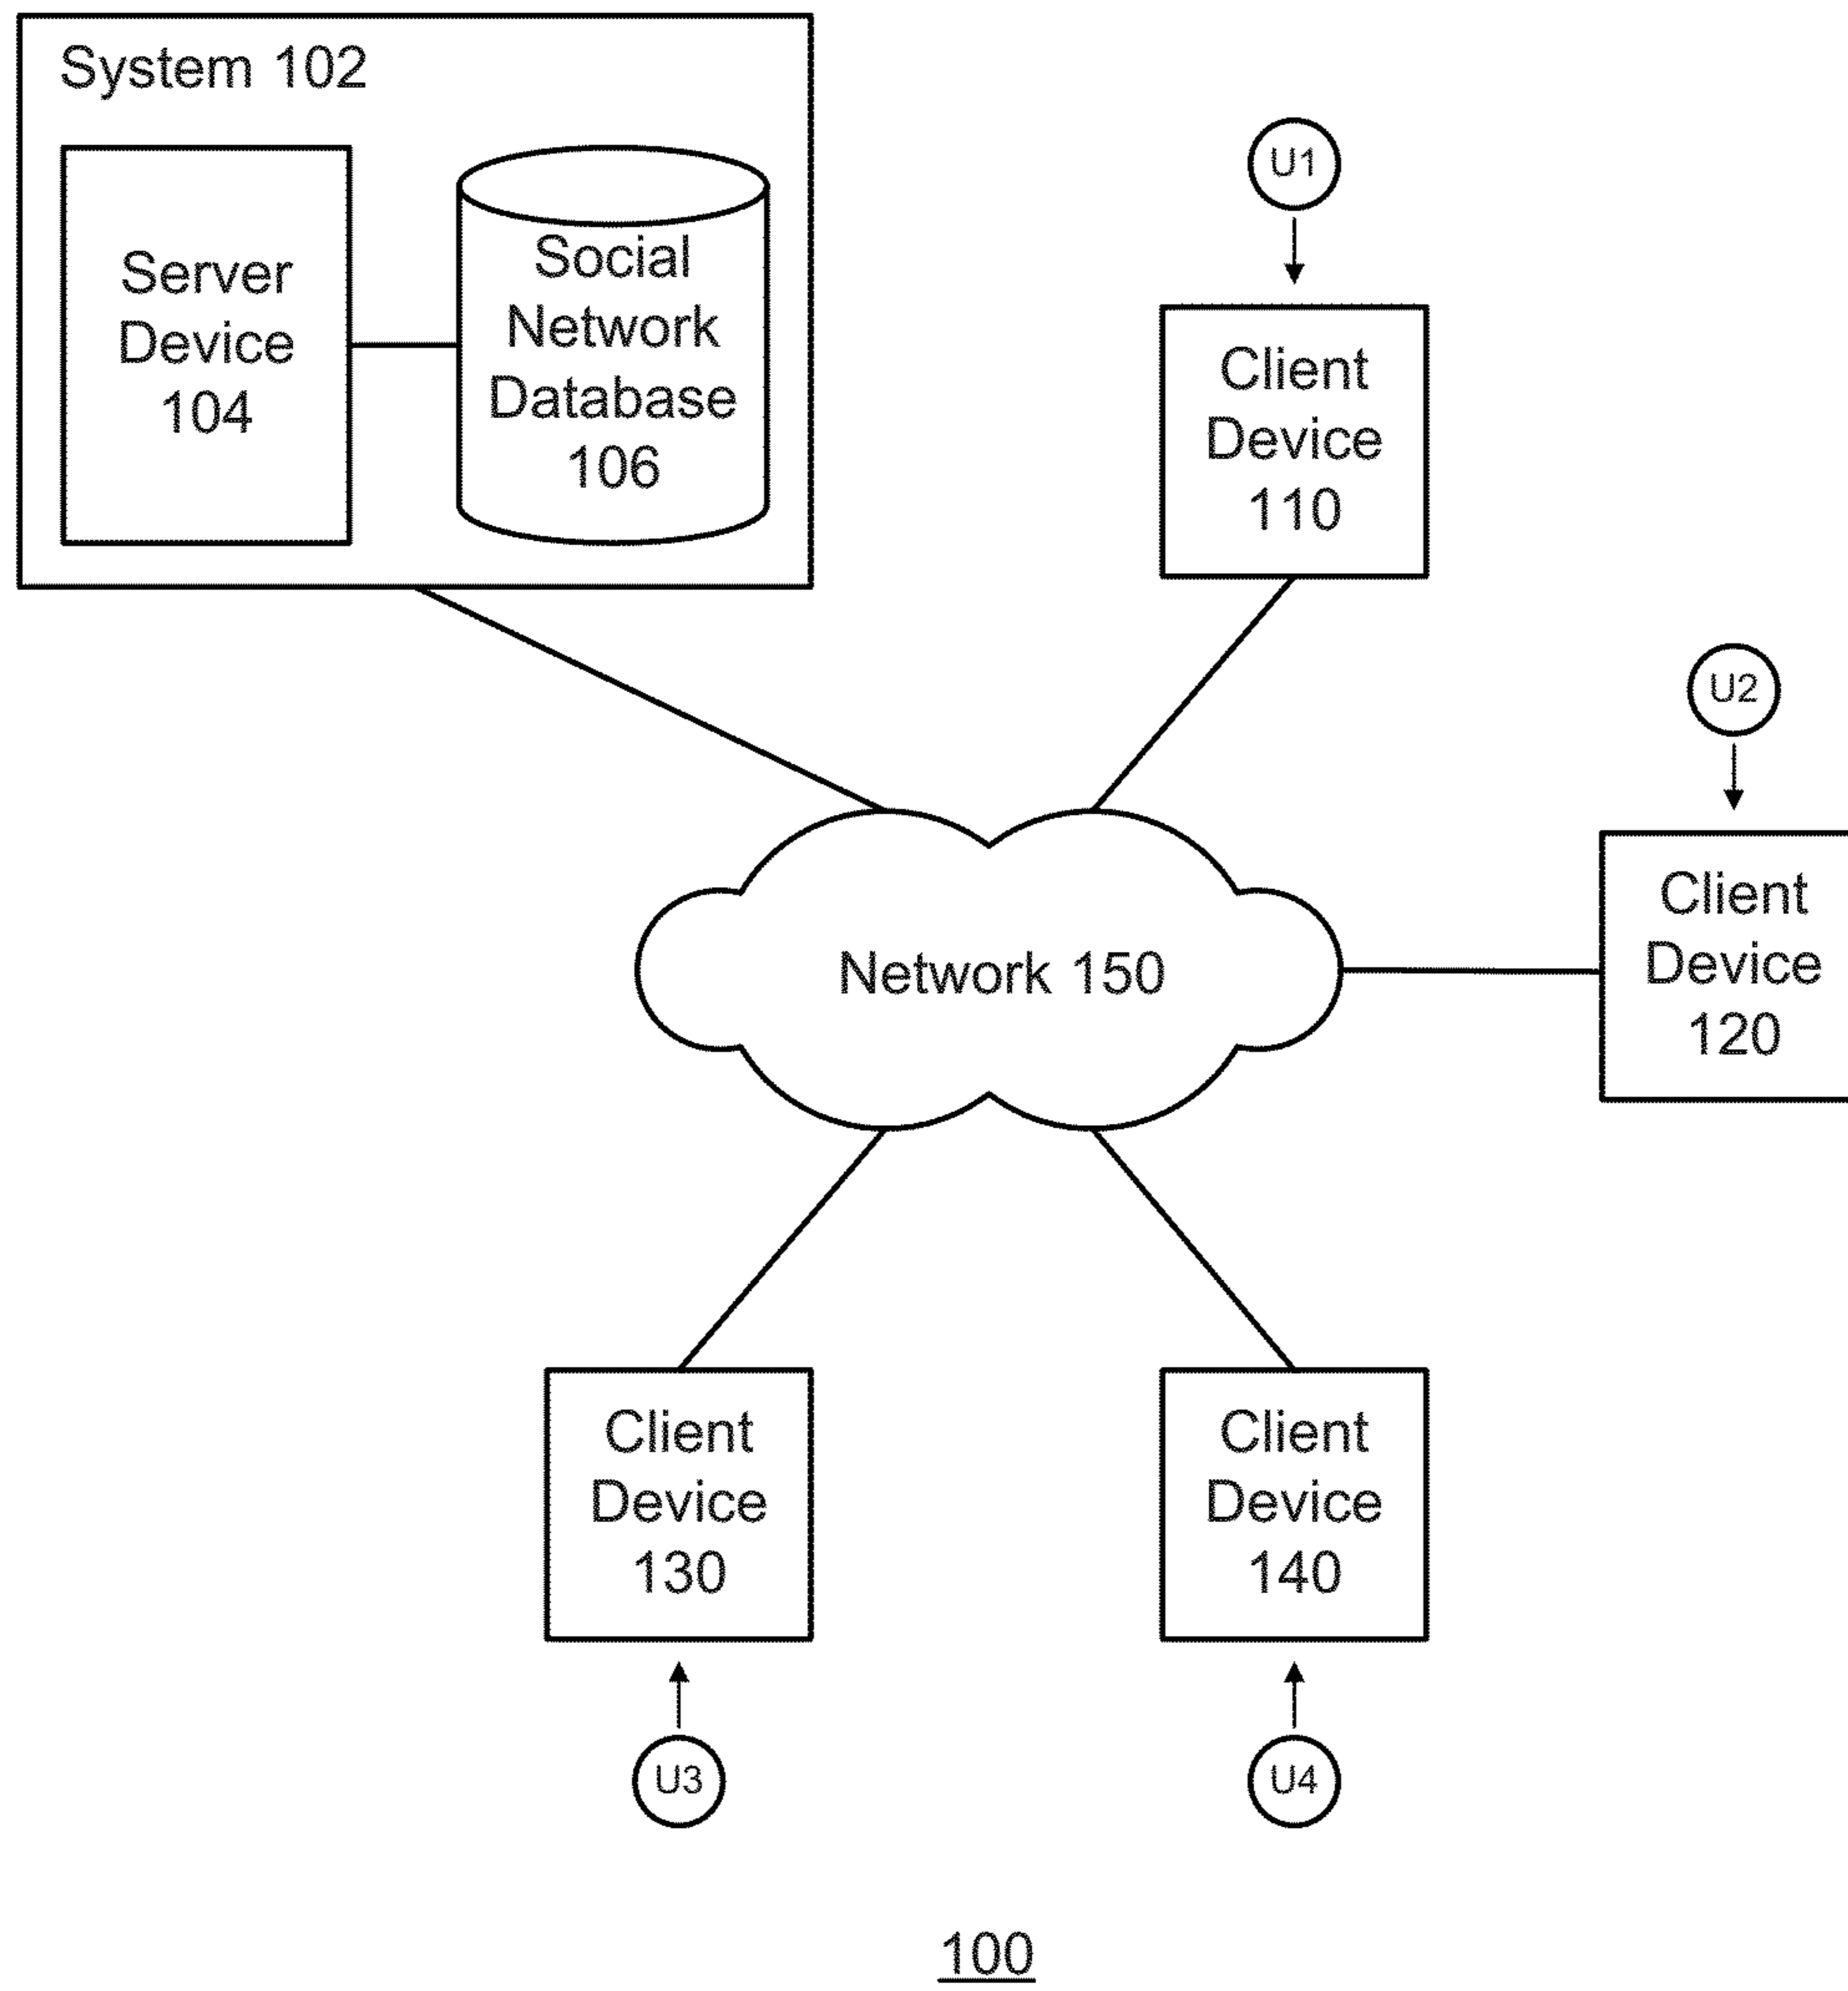 System 102
Server
Device
104
Social
Network
Database
106
U1
Client
Device
110
U2
Client
Device
120
Network 150
Client
Device
130
Client
Device
140
U3
U4
100